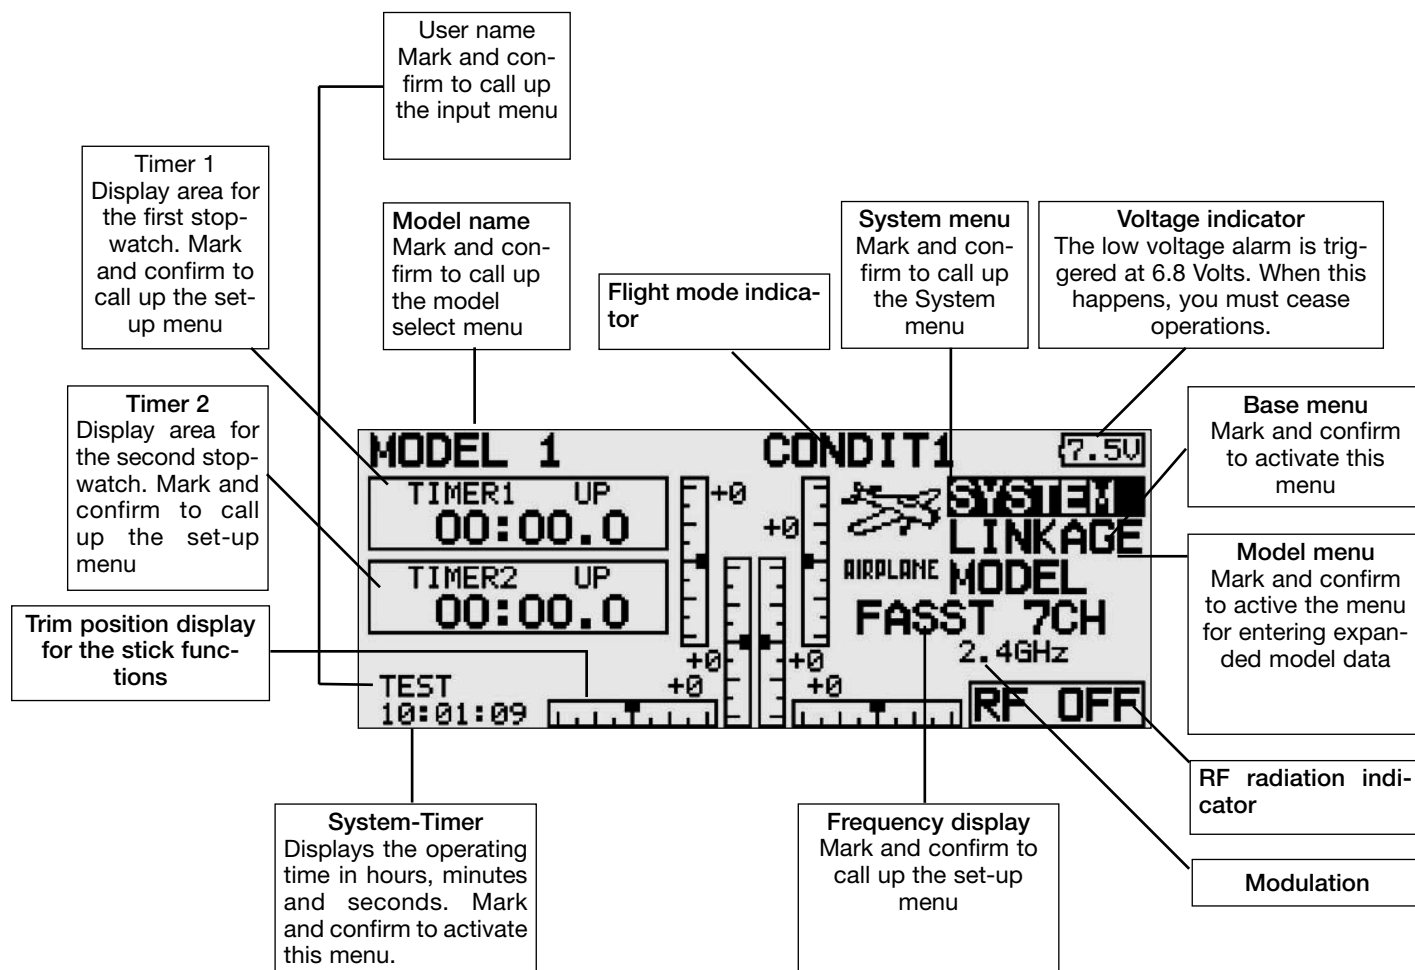 User name
Mark and con-
firm to call up
the input menu
Timer 1
Display area for
the first stop-
watch. Mark
and confirm to
call up the set-
up menu
Model name
Mark and con-
firm to call up
the model
select menu
Flight mode indica-
tor
System menu
Mark and con-
firm to call up
the System
menu
Voltage indicator
The low voltage alarm is trig-
gered at 6.8 Volts. When this
happens, you must cease
operations.
Timer 2
Display area for
the second stop-
watch. Mark and
confirm to call
up the set-up
menu
Base menu
Mark and confirm
to activate this
menu
Model menu
Mark and confirm
to active the menu
for entering expan-
ded model data
Trim position display
for the stick func-
tions
MODEL 1
CONDIT1
7.5V
TIMER1 UP
00:00.0
TIMER2 UP
00:00.0
+0
+0
SYSTEM
LINKAGE
AIRPLANE
MODEL
FASST 7CH
2.4GHz
+0
+0
+0
+0
TEST
10:01:09
RF OFF
RF radiation indi-
cator
Modulation
System-Timer
Displays the operating
time in hours, minutes
and seconds. Mark
and confirm to activate
this menu.
Frequency display
Mark and confirm to
call up the set-up
menu